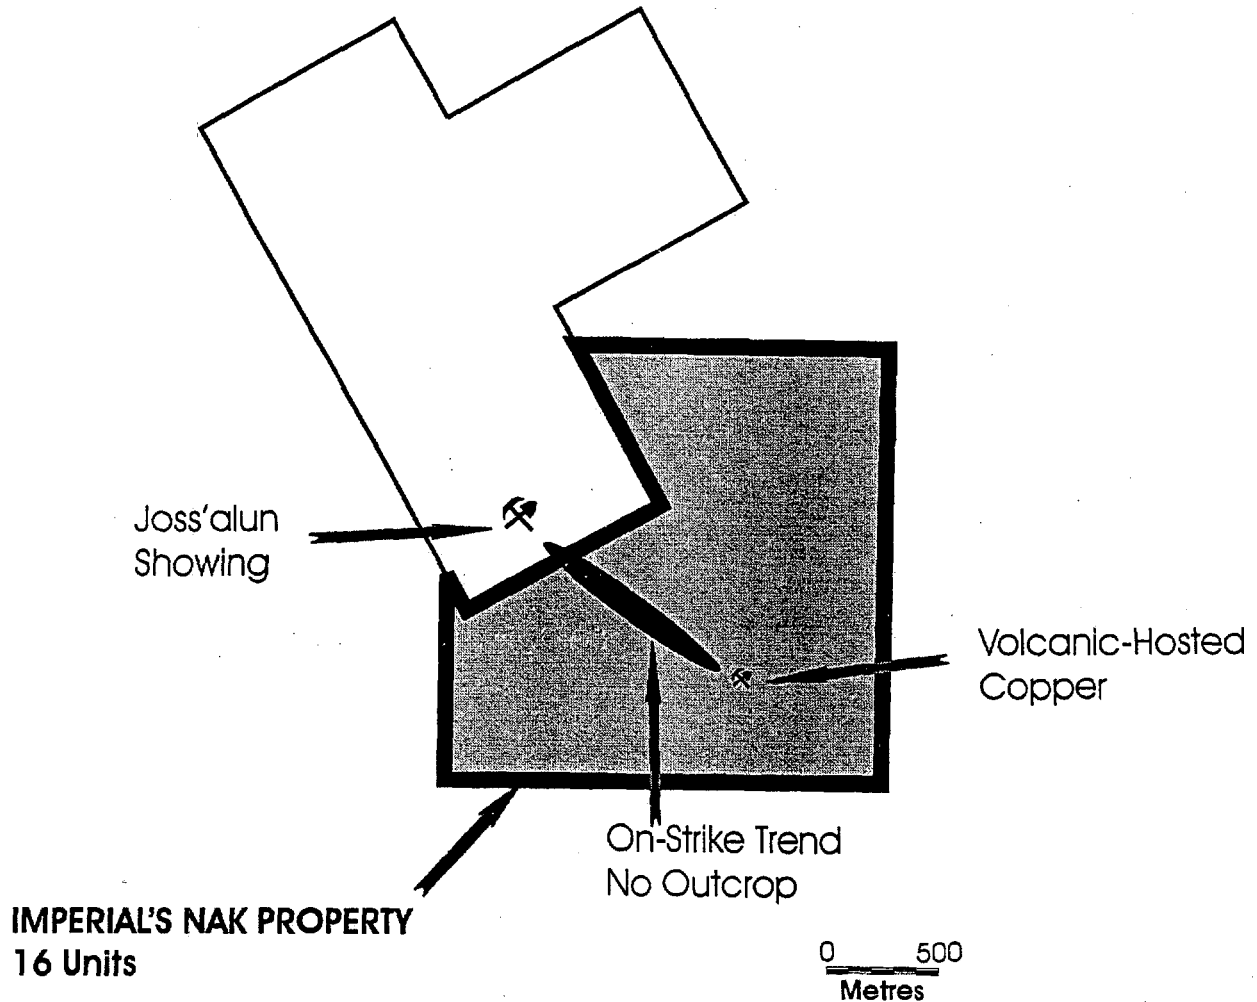 Joss'alun
Showing
Volcanic-Hosted
Copper
On-Strike Trend
No Outcrop
IMPERIAL'S NAK PROPERTY
16 Units
0 500
Metres